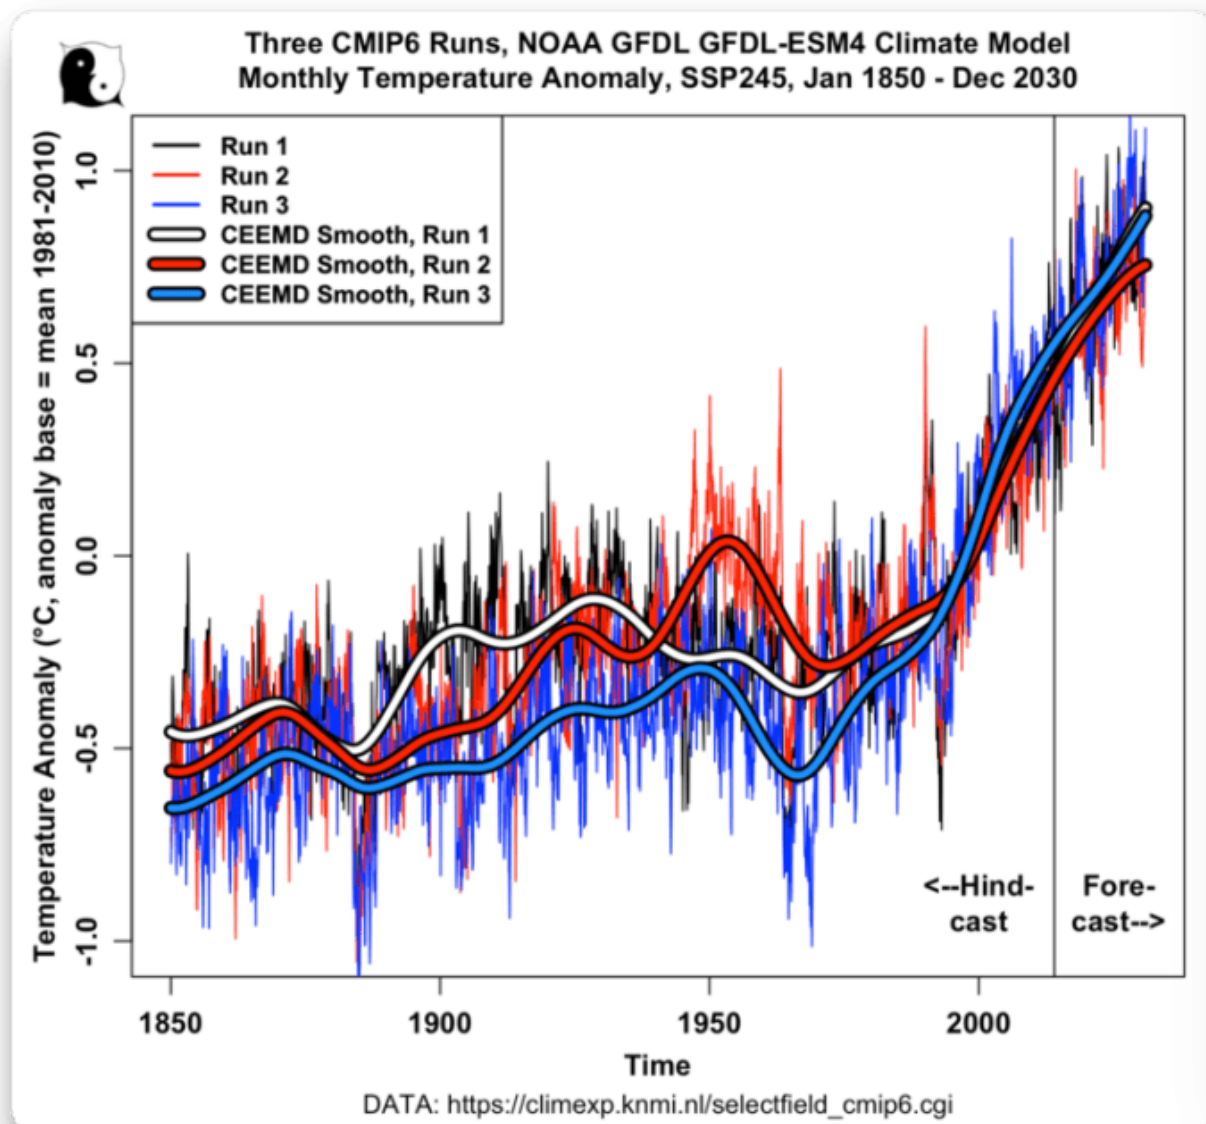 Three CMIP6 Runs, NOAA GFDL GFDL-ESM4 Climate Model
Monthly Temperature Anomaly, SSP245, Jan 1850 - Dec 2030
Run 1
Run 2
Run 3
CEEMD Smooth, Run 1
CEEMD Smooth, Run 2
CEEMD Smooth, Run 3
Temperature Anomaly (°C, anomaly base = mean 1981-2010)
1.0
0.5
0.0
-0.5
-1.0
<--Hind-
cast
Fore-
cast-->
1850
1900
1950
2000
Time
DATA: https://climexp.knmi.nl/selectfield_cmip6.cgi